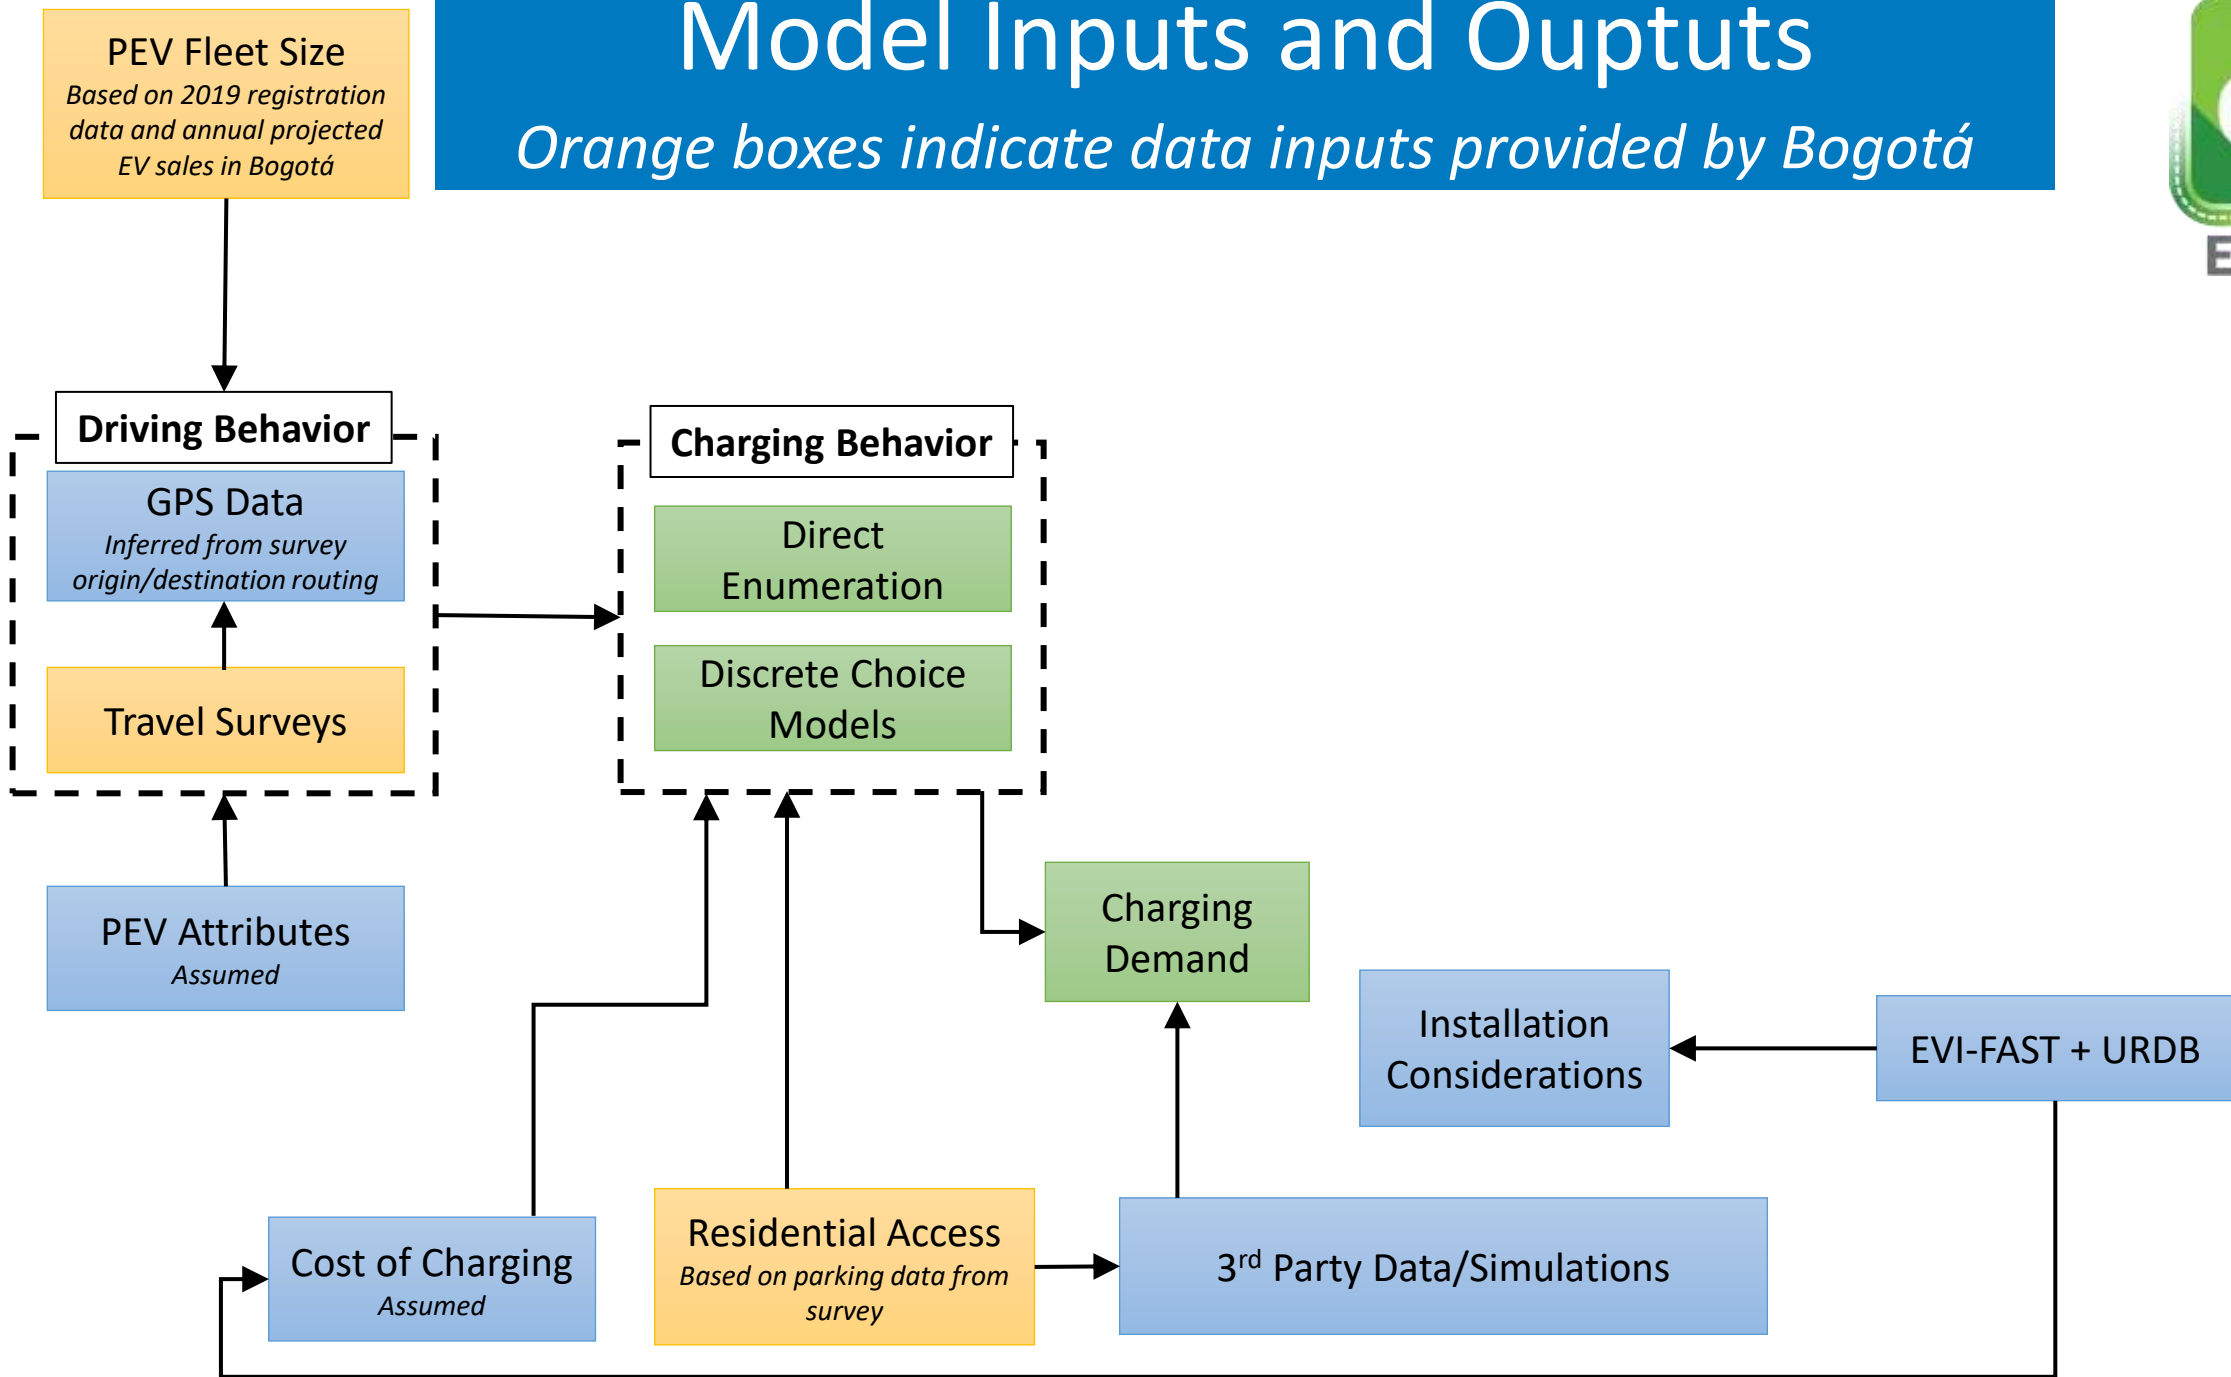 Model Inputs and Ouptuts
Orange boxes indicate data inputs provided by Bogotá
PEV Fleet Size
Based on 2019 registration
data and annual projected
EV sales in Bogotá
E
Driving Behavior
GPS Data
Inferred from survey
origin/destination routing
Travel Surveys
PEV Attributes
Assumed
Charging Behavior
Direct
Enumeration
Discrete Choice
Models
Charging
Demand
Installation
Considerations
EVI-FAST + URDB
Cost of Charging
Assumed
Residential Access
Based on parking data from
survey
3rd Party Data/Simulations